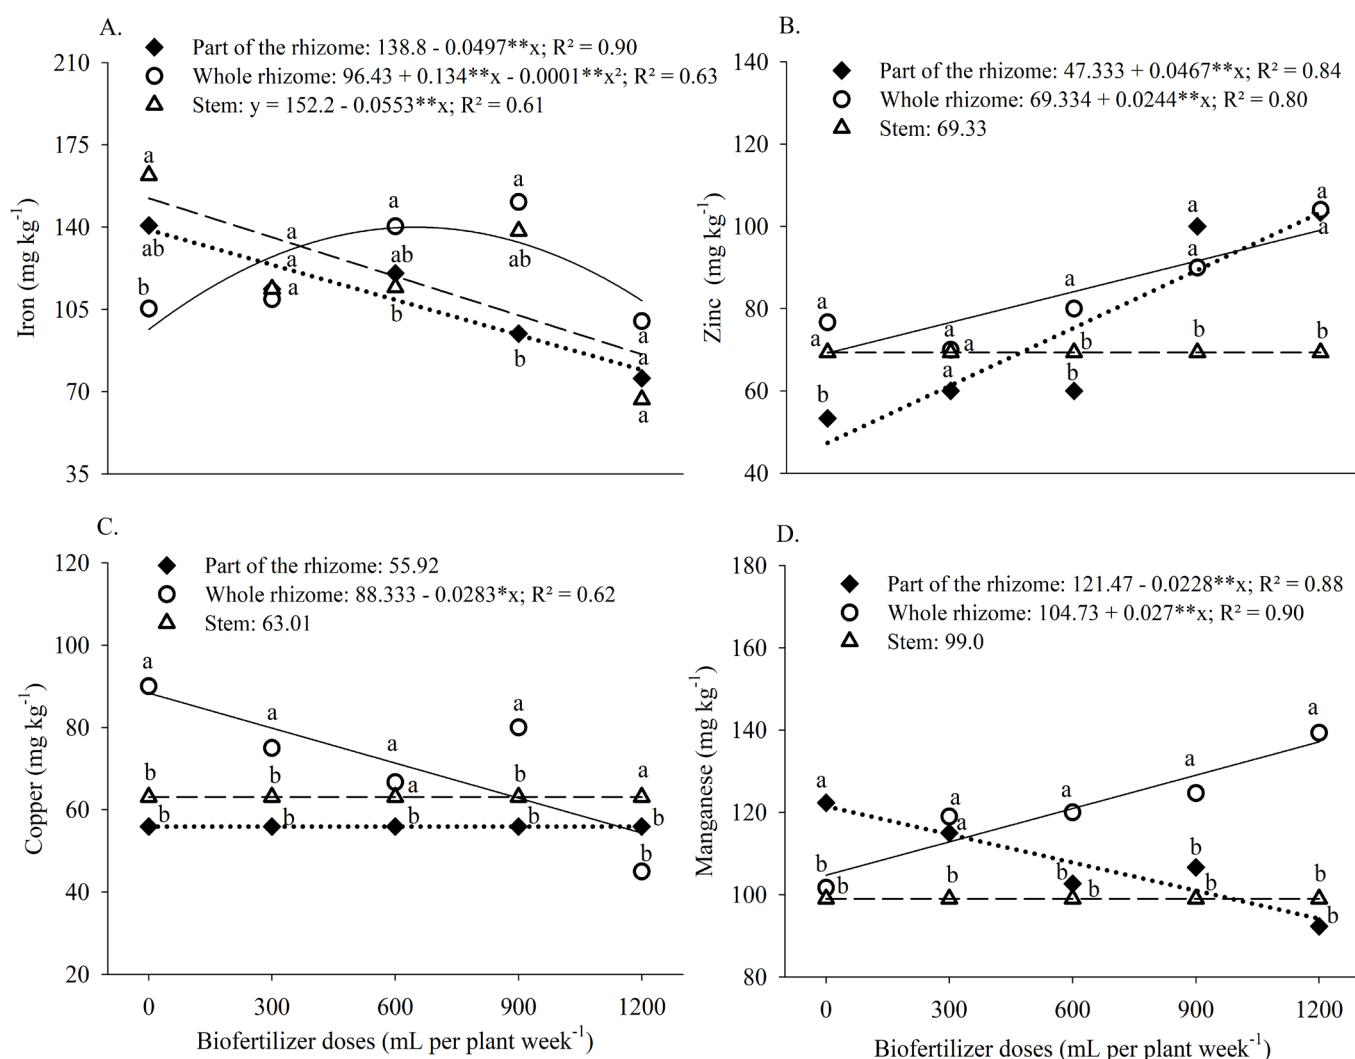 A.
Part of the rhizome: 138.8 - 0.0497**x; R² = 0.90
Whole rhizome: 96.43 + 0.134**x - 0.0001**x²; R² = 0.63
Stem: y = 152.2 - 0.0553**x; R² = 0.61
210
175
140
105
70
35
Iron (mg kg⁻¹)
a
ab
b
a
a
a
a
ab
b
a
ab
b
a
a
a
B.
Part of the rhizome: 47.333 + 0.0467**x; R² = 0.84
Whole rhizome: 69.334 + 0.0244**x; R² = 0.80
Stem: 69.33
140
120
100
80
60
40
Zinc (mg kg⁻¹)
a
a
b
a
a
a
a
b
b
a
a
b
a
a
b
C.
Part of the rhizome: 55.92
Whole rhizome: 88.333 - 0.0283*x; R² = 0.62
Stem: 63.01
120
100
80
60
40
20
Copper (mg kg⁻¹)
a
b
b
a
b
b
a
a
b
a
b
b
a
b
b
0 300 600 900 1200
Biofertilizer doses (mL per plant week⁻¹)
D.
Part of the rhizome: 121.47 - 0.0228**x; R² = 0.88
Whole rhizome: 104.73 + 0.027**x; R² = 0.90
Stem: 99.0
180
160
140
120
100
80
Manganese (mg kg⁻¹)
a
b
b
a
a
b
a
b
b
a
b
b
a
b
b
0 300 600 900 1200
Biofertilizer doses (mL per plant week⁻¹)